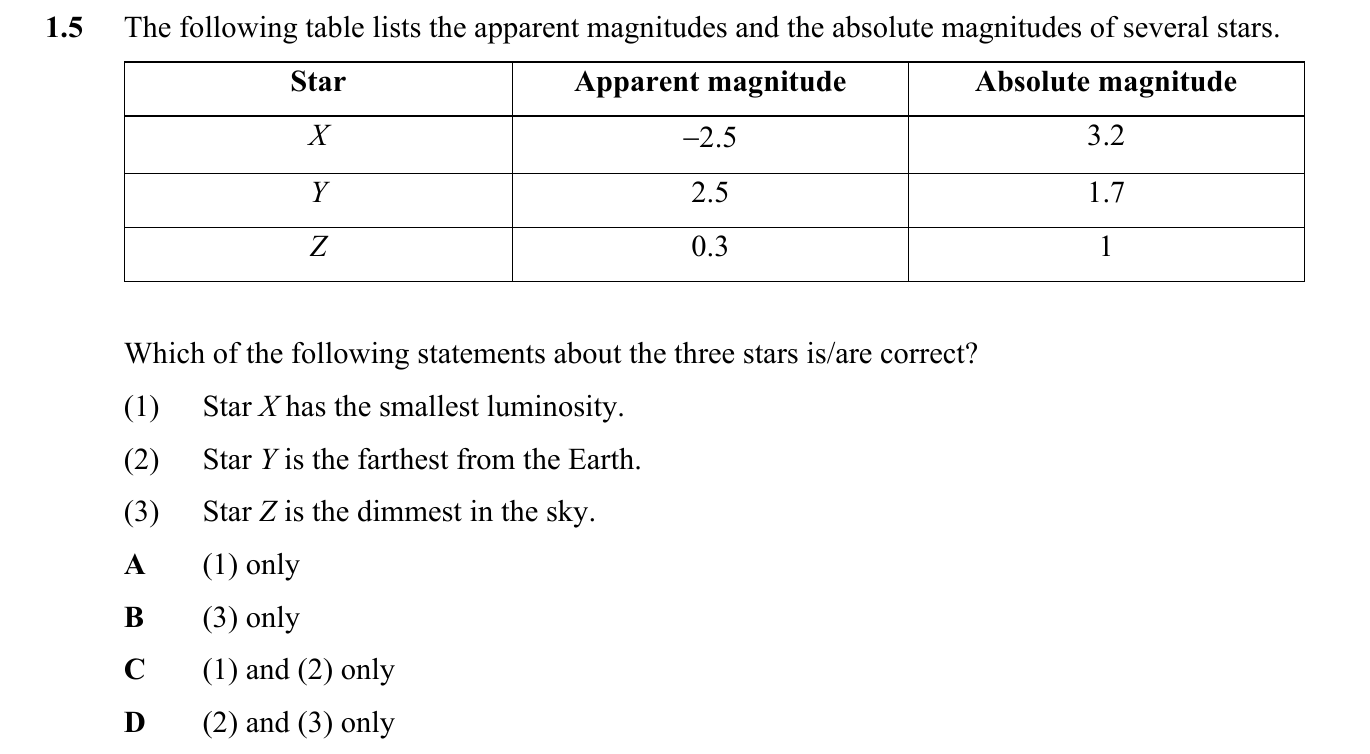 1.5 The following table lists the apparent magnitudes and the absolute magnitudes of several stars.
Star Apparent magnitude Absolute magnitude
X –2.5 3.2
Y 2.5 1.7
Z 0.3 1
Which of the following statements about the three stars is/are correct?
(1) Star X has the smallest luminosity.
(2) Star Y is the farthest from the Earth.
(3) Star Z is the dimmest in the sky.
A (1) only
B (3) only
C (1) and (2) only
D (2) and (3) only